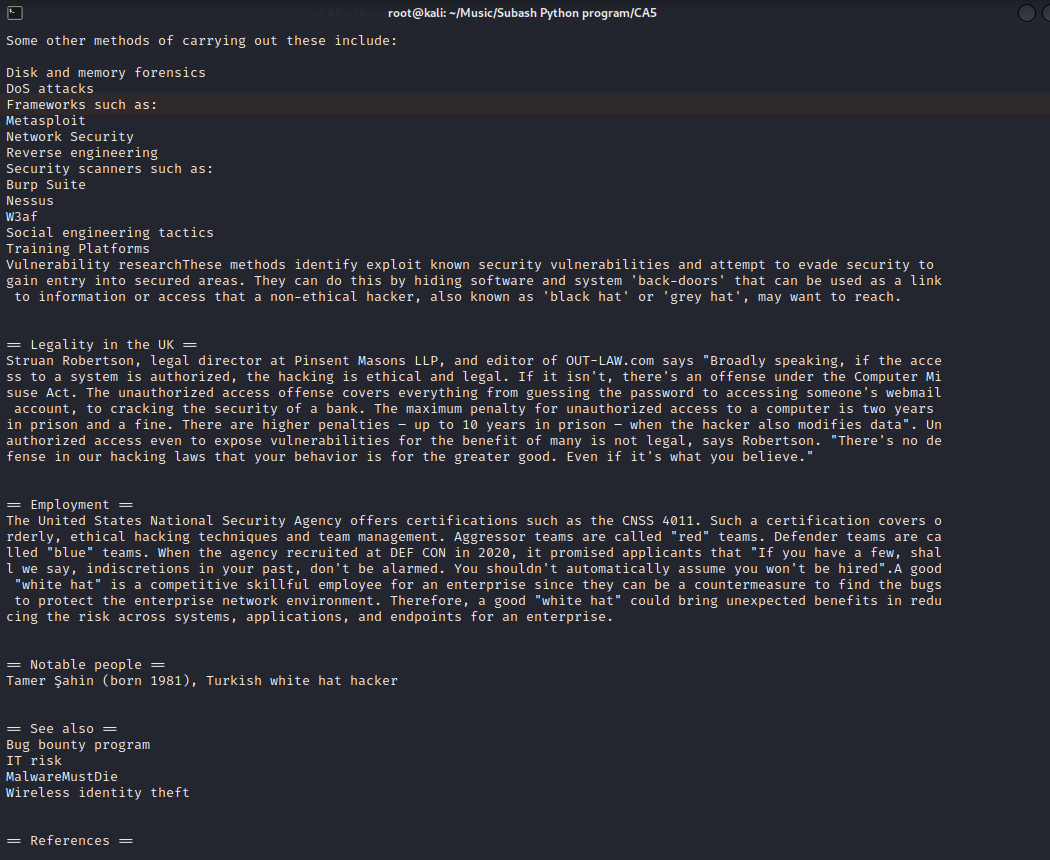 root@kali: ~/Music/Subash Python program/CA5
Some other methods of carrying out these include:
Disk and memory forensics
DoS attacks
Frameworks such as:
Metasploit
Network Security
Reverse engineering
Security scanners such as:
Burp Suite
Nessus
W3af
Social engineering tactics
Training Platforms
Vulnerability researchThese methods identify exploit known security vulnerabilities and attempt to evade security to
gain entry into secured areas. They can do this by hiding software and system 'back-doors' that can be used as a link
 to information or access that a non-ethical hacker, also known as 'black hat' or 'grey hat', may want to reach.
== Legality in the UK ==
Struan Robertson, legal director at Pinsent Masons LLP, and editor of OUT-LAW.com says "Broadly speaking, if the acce
ss to a system is authorized, the hacking is ethical and legal. If it isn't, there's an offense under the Computer Mi
suse Act. The unauthorized access offense covers everything from guessing the password to accessing someone's webmail
 account, to cracking the security of a bank. The maximum penalty for unauthorized access to a computer is two years
in prison and a fine. There are higher penalties – up to 10 years in prison – when the hacker also modifies data". Un
authorized access even to expose vulnerabilities for the benefit of many is not legal, says Robertson. "There's no de
fense in our hacking laws that your behavior is for the greater good. Even if it's what you believe."
== Employment ==
The United States National Security Agency offers certifications such as the CNSS 4011. Such a certification covers o
rderly, ethical hacking techniques and team management. Aggressor teams are called "red" teams. Defender teams are ca
lled "blue" teams. When the agency recruited at DEF CON in 2020, it promised applicants that "If you have a few, shal
l we say, indiscretions in your past, don't be alarmed. You shouldn't automatically assume you won't be hired".A good
 "white hat" is a competitive skillful employee for an enterprise since they can be a countermeasure to find the bugs
 to protect the enterprise network environment. Therefore, a good "white hat" could bring unexpected benefits in redu
cing the risk across systems, applications, and endpoints for an enterprise.
== Notable people ==
Tamer Şahin (born 1981), Turkish white hat hacker
== See also ==
Bug bounty program
IT risk
MalwareMustDie
Wireless identity theft
== References ==